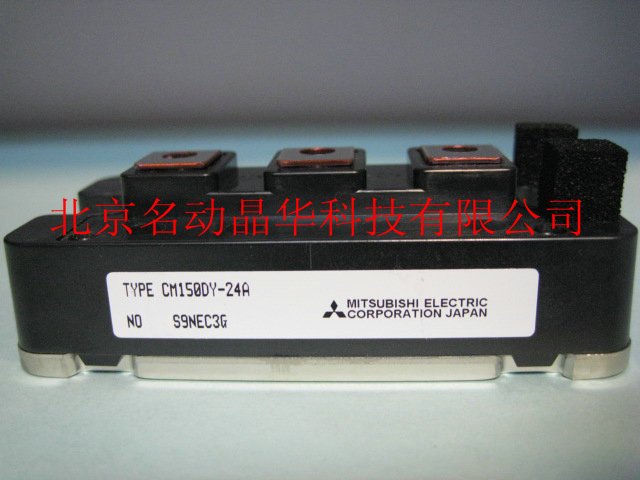 北京名动晶华科技有限公司
TYPE CM150DY-24A
NO S9NEC3G
MITSUBISHI ELECTRIC
CORPORATION JAPAN